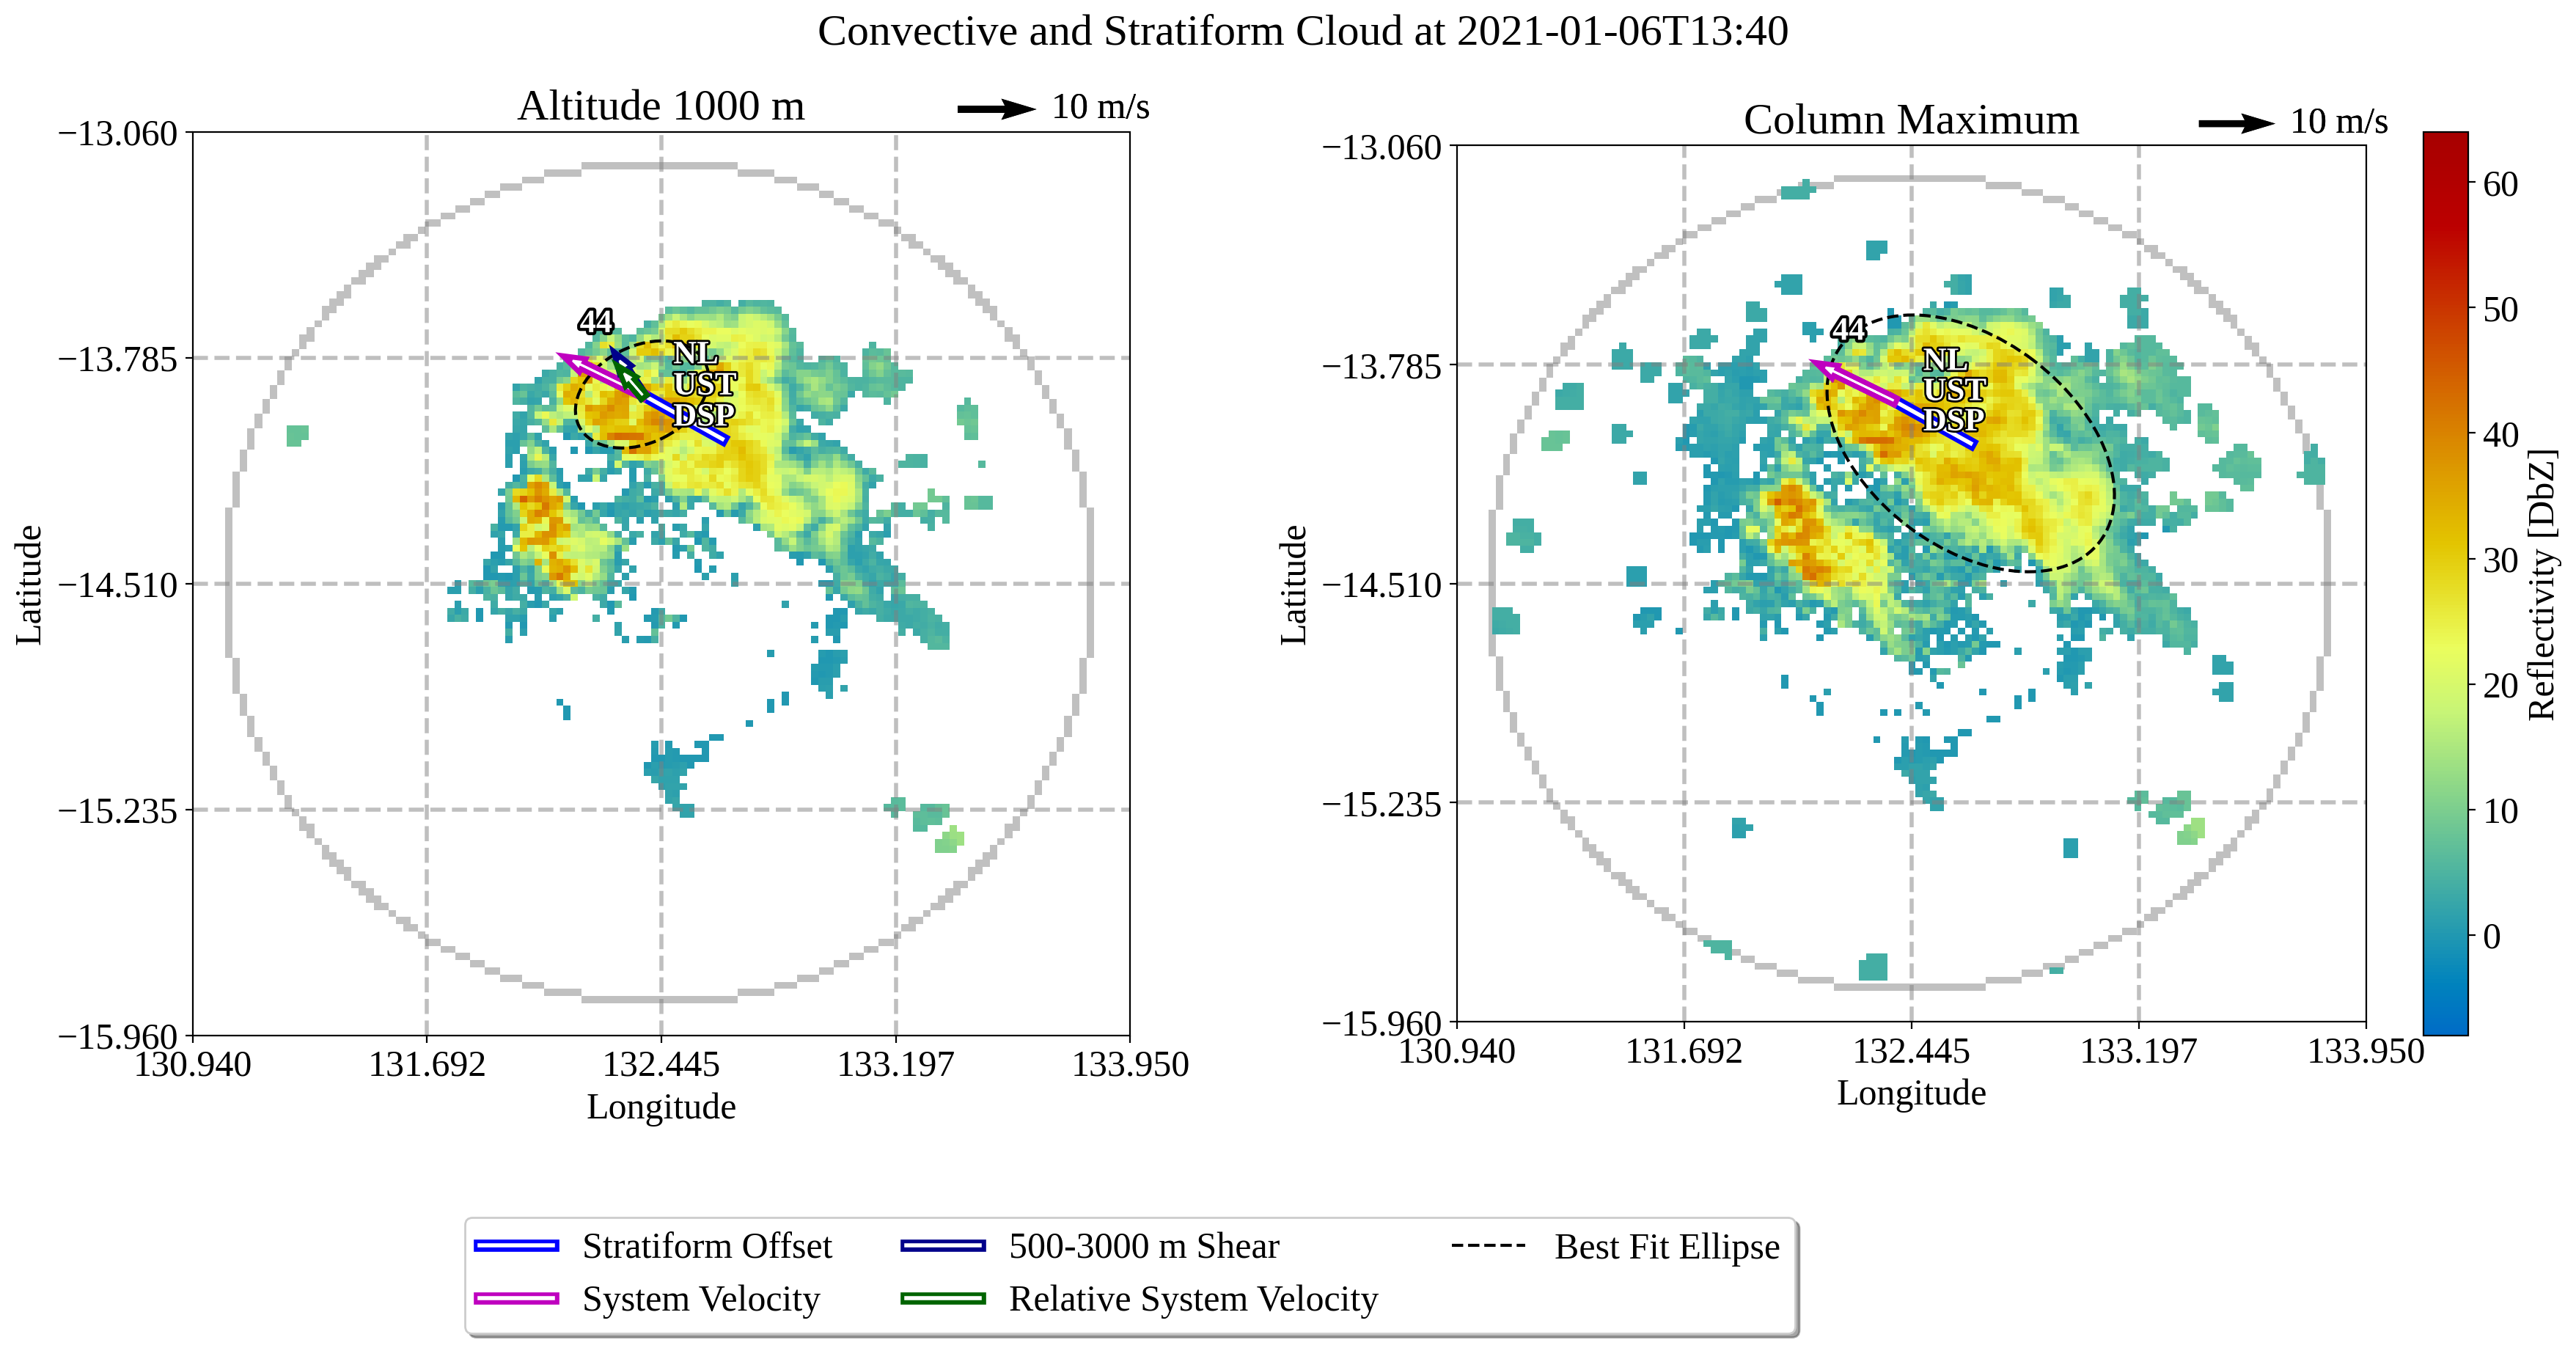 Convective and Stratiform Cloud at 2021-01-06T13:40
Altitude 1000 m
10 m/s
−13.060
−13.785
−14.510
−15.235
−15.960
Latitude
130.940
131.692
132.445
133.197
133.950
Longitude
44
NL
UST
DSP
Column Maximum
10 m/s
−13.060
−13.785
−14.510
−15.235
−15.960
Latitude
130.940
131.692
132.445
133.197
133.950
Longitude
44
NL
UST
DSP
60
50
40
30
20
10
0
Reflectivity [DbZ]
Stratiform Offset
System Velocity
500-3000 m Shear
Relative System Velocity
Best Fit Ellipse